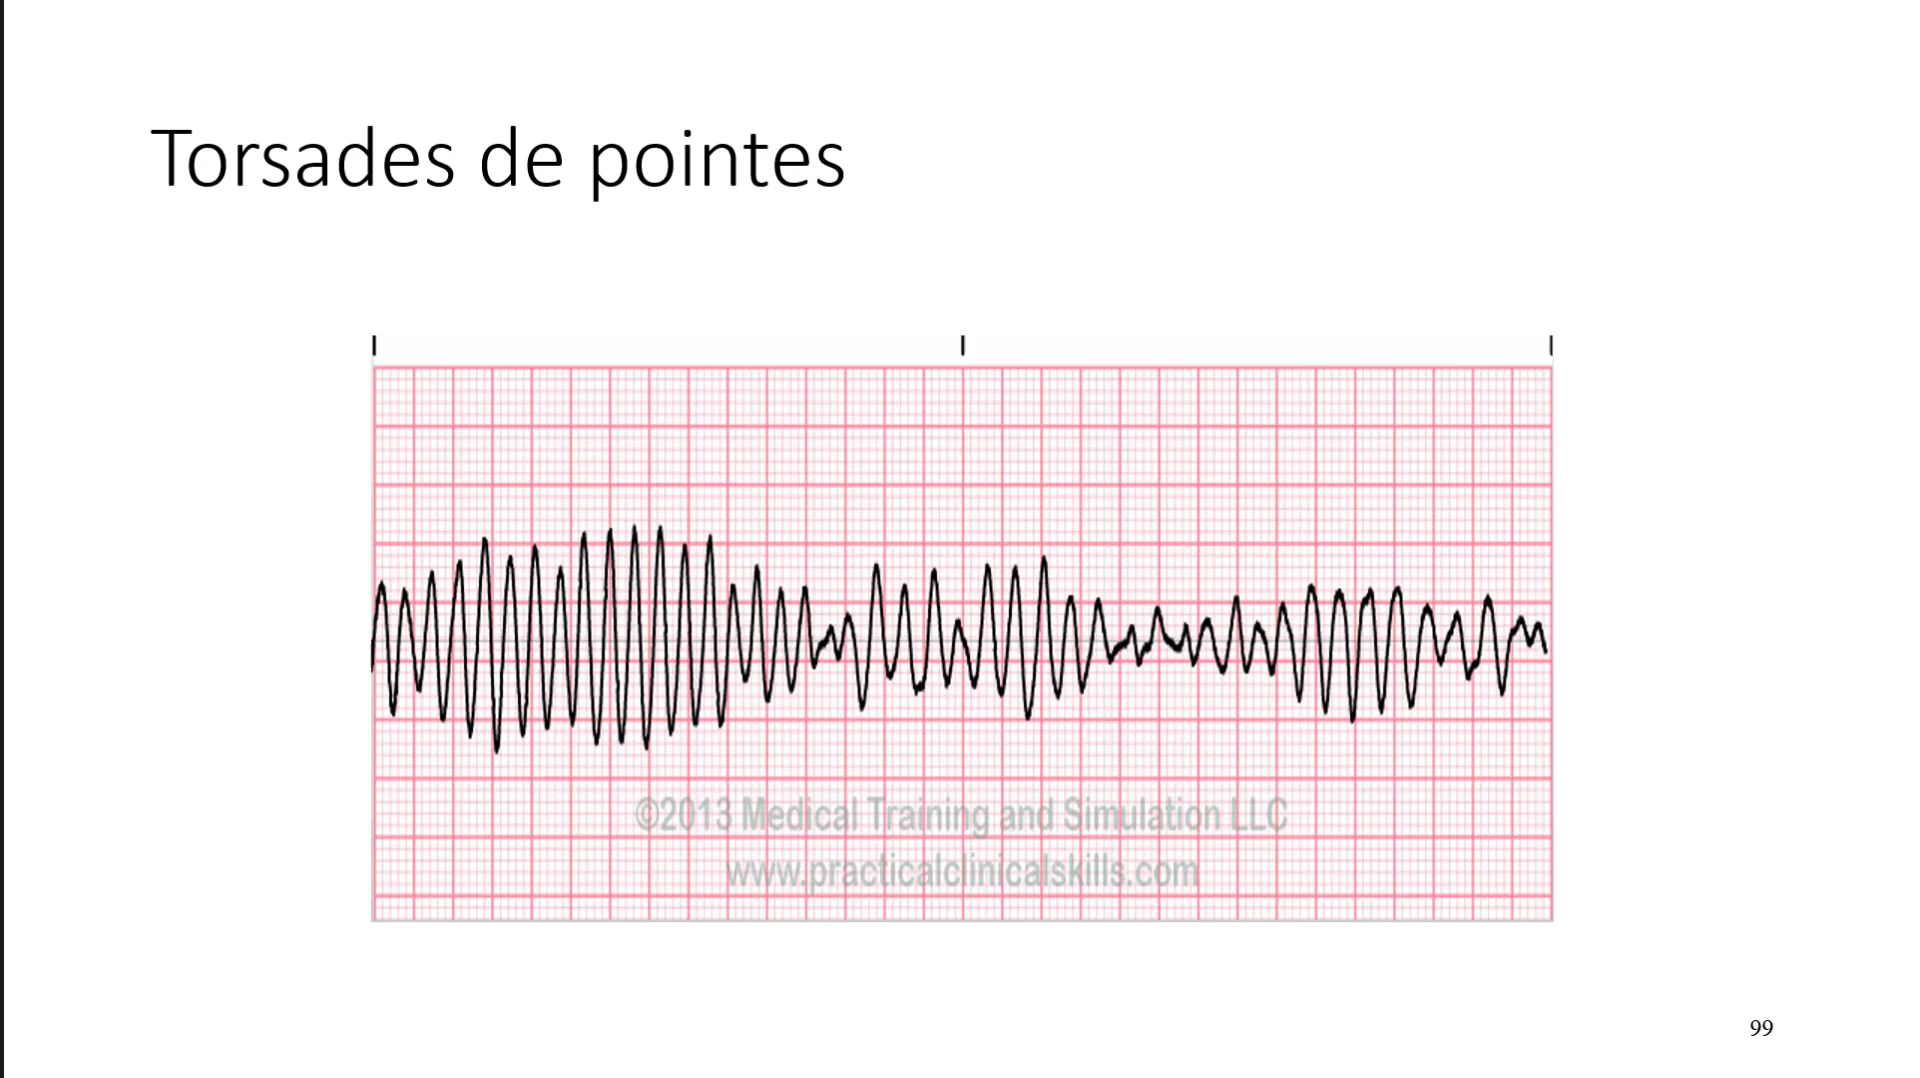 Torsades de pointes
©2013 Medical Training and Simulation LLC
www.practicalclinicalskills.com
99